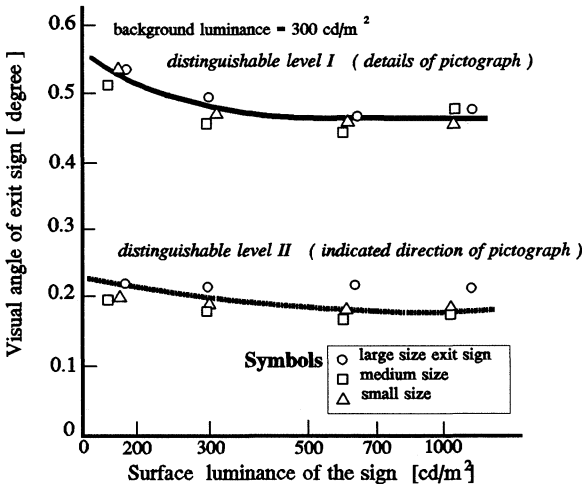 0.6
background luminance = 300 cd/m²
distinguishable level I ( details of pictograph )
0.5
0.4
0.3
distinguishable level II ( indicated direction of pictograph )
0.2
0.1
0
Visual angle of exit sign [ degree ]
Symbols
large size exit sign
medium size
small size
0 200 300 500 700 1000
Surface luminance of the sign [cd/m²]